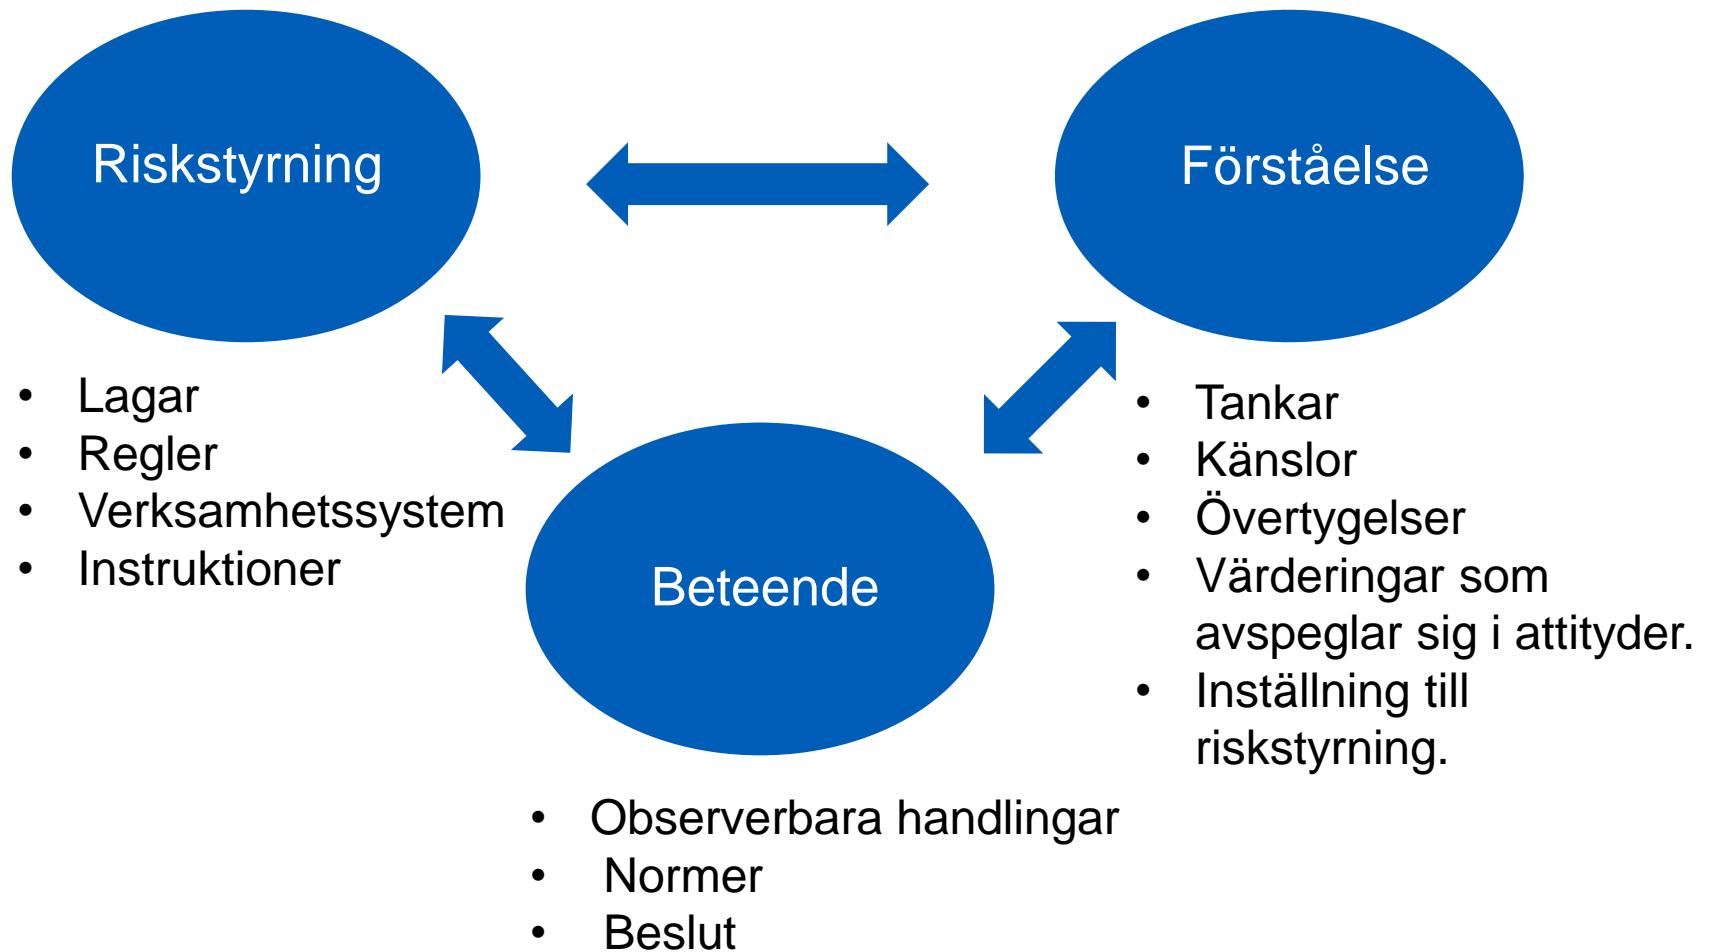 Riskstyrning
Förståelse
• Lagar
• Regler
• Verksamhetssystem
• Instruktioner
Beteende
• Tankar
• Känslor
• Övertygelser
• Värderingar som
avspeglar sig i attityder.
• Inställning till
riskstyrning.
• Observerbara handlingar
• Normer
• Beslut